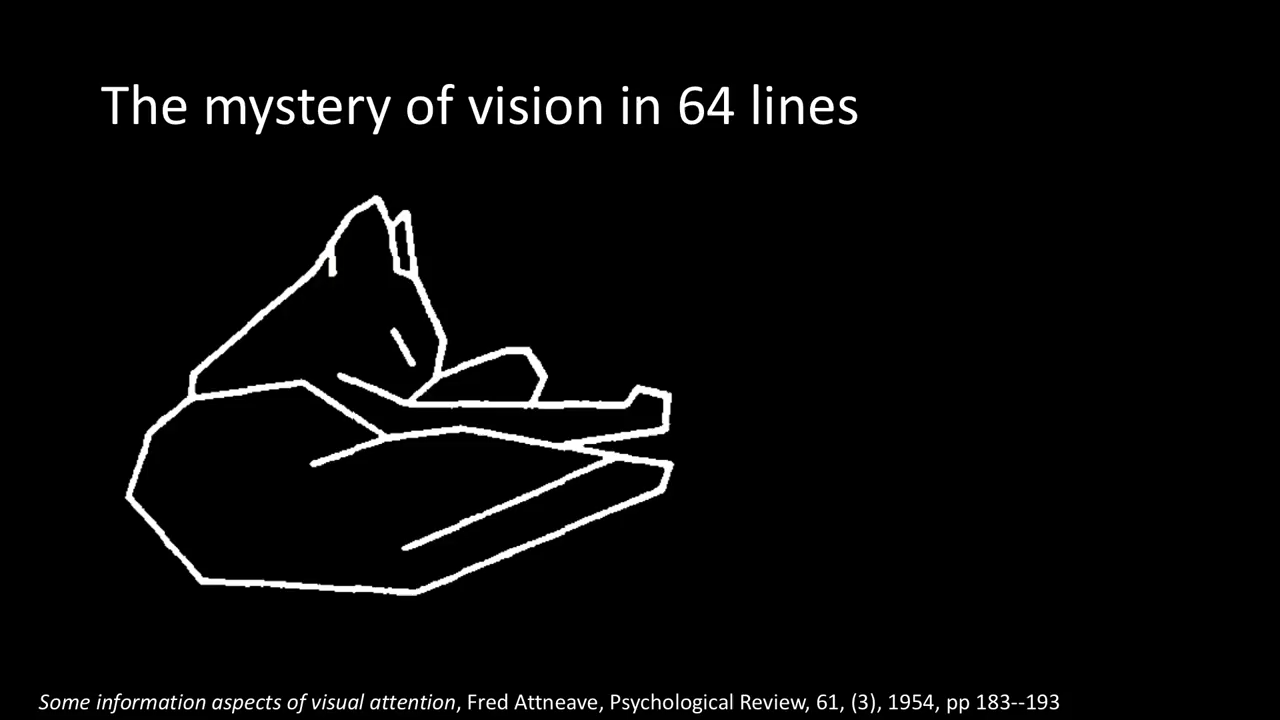 The mystery of vision in 64 lines
Some information aspects of visual attention, Fred Attneave, Psychological Review, 61, (3), 1954, pp 183--193